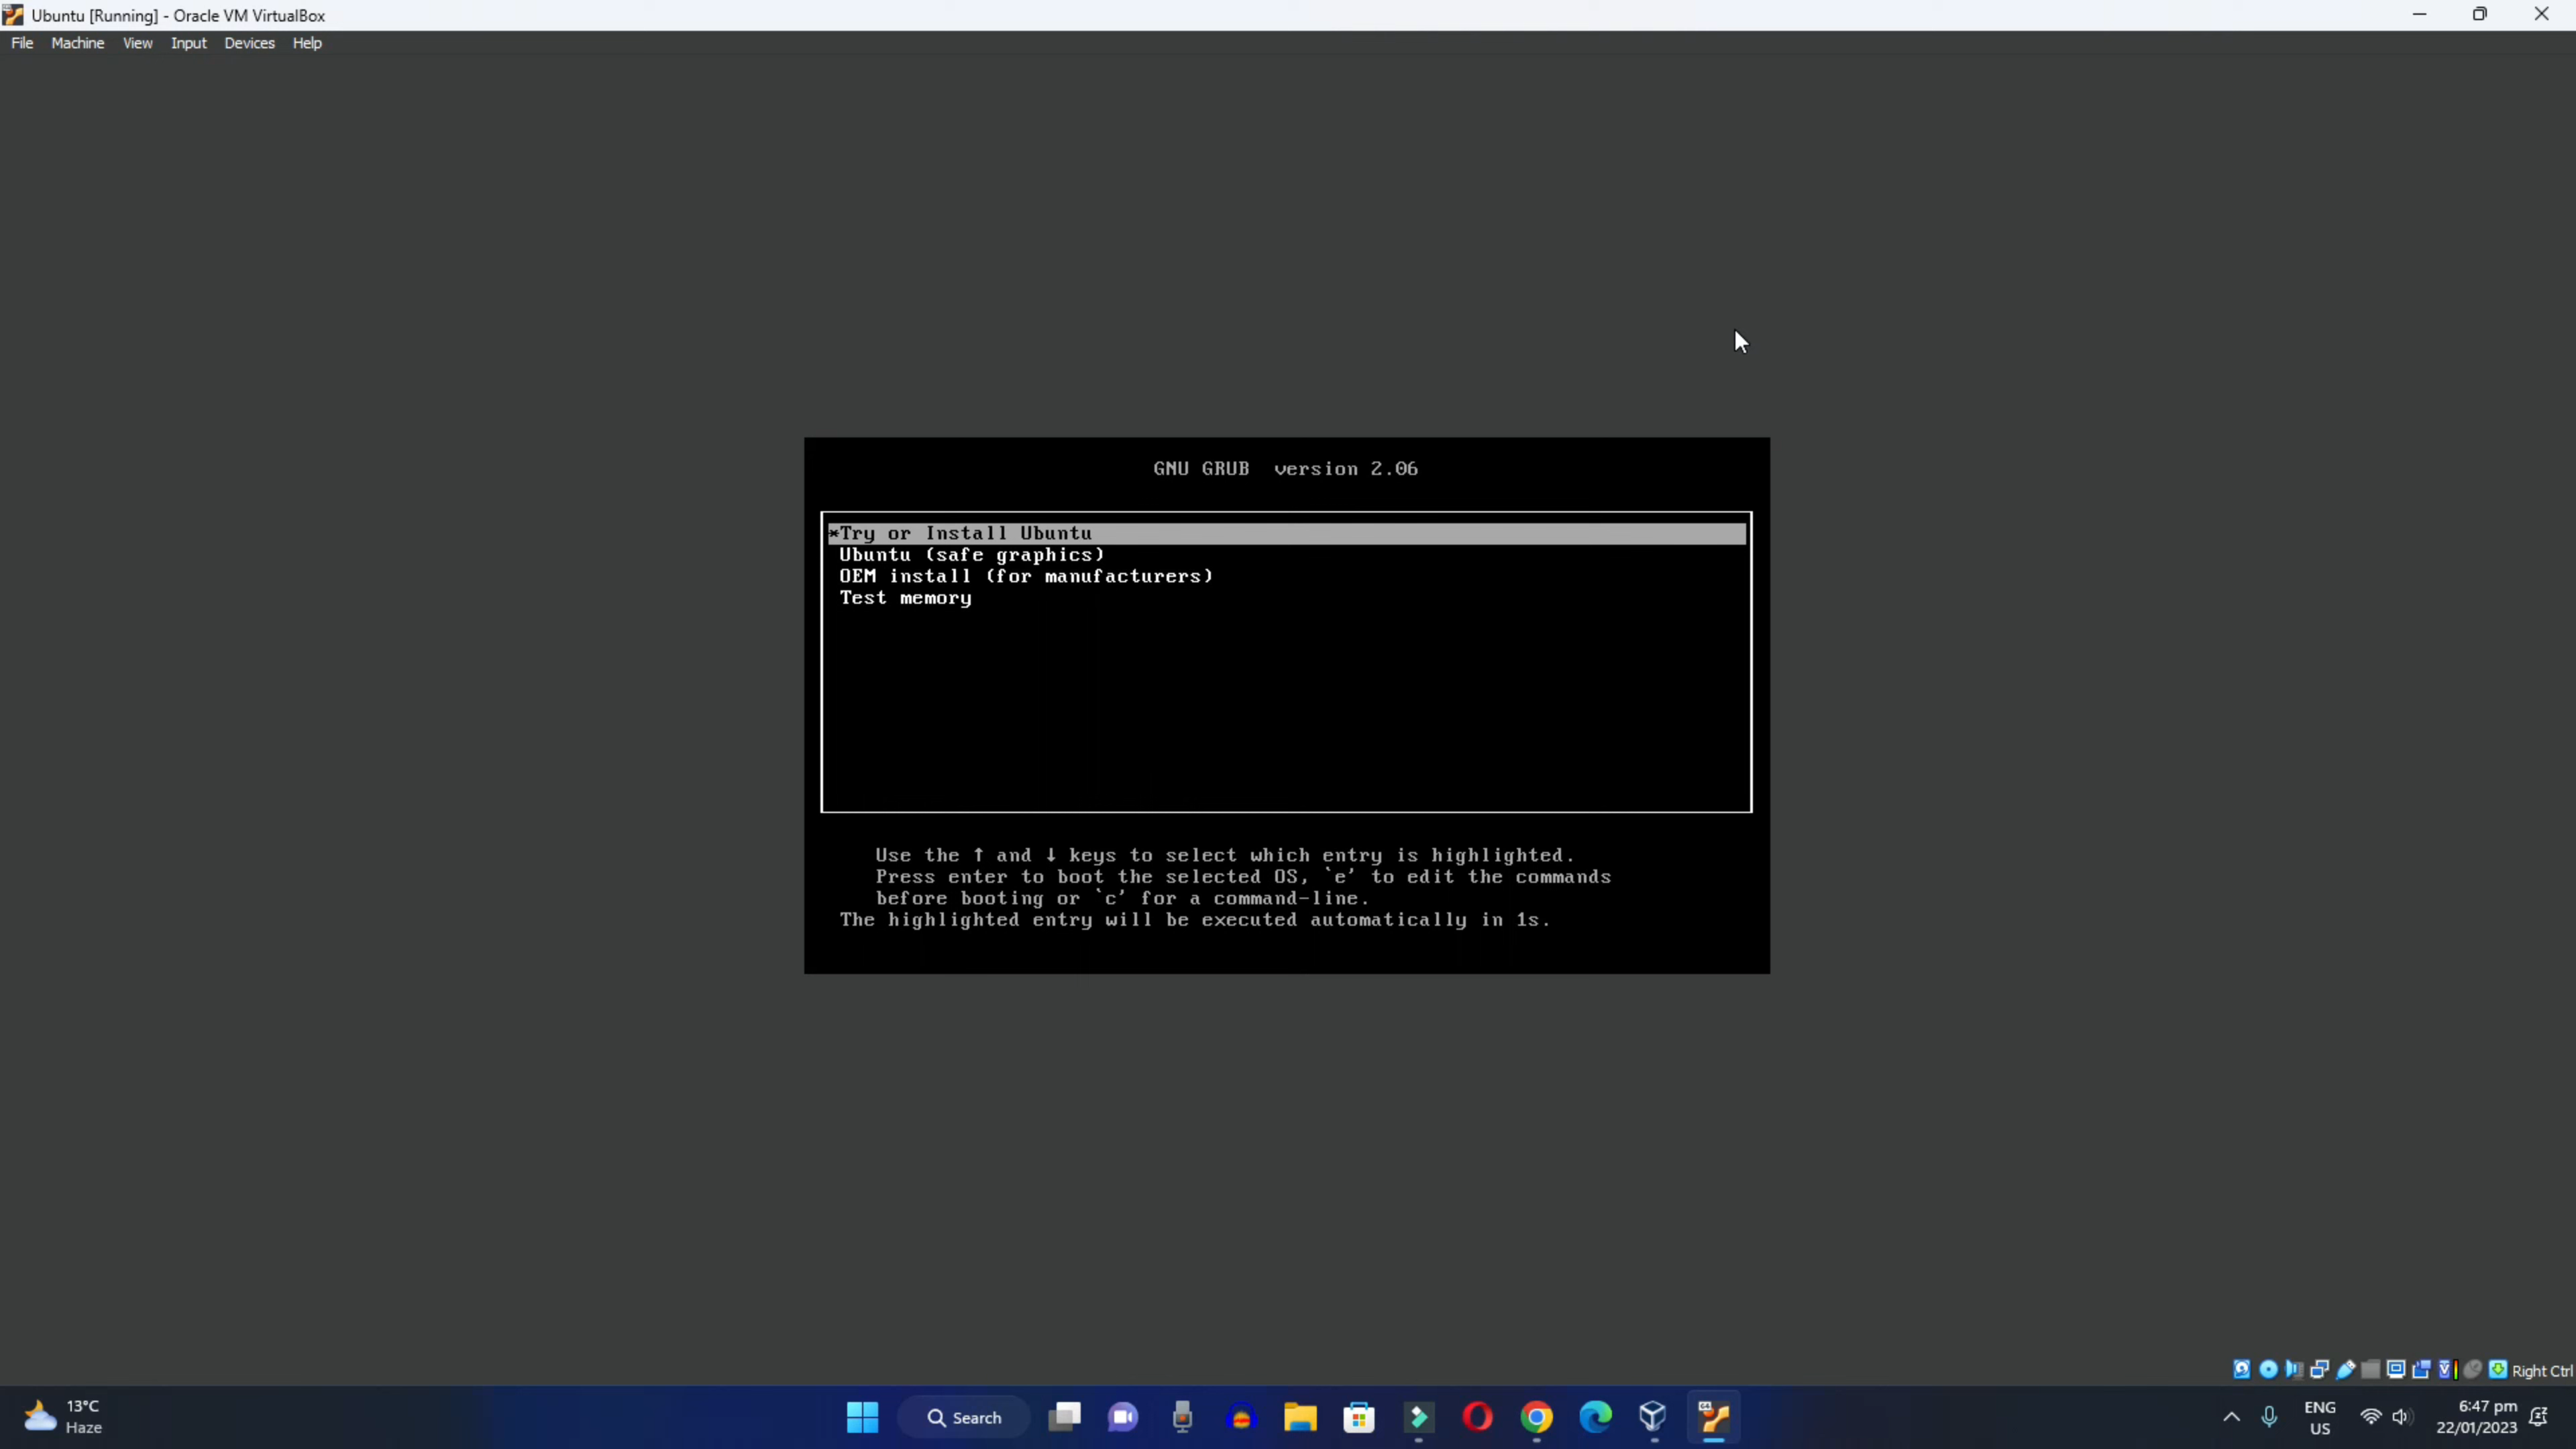 Ubuntu [Running] - Oracle VM VirtualBox
File Machine View Input Devices Help
GNU GRUB version 2.06
*Try or Install Ubuntu
Ubuntu (safe graphics)
OEM install (for manufacturers)
Test memory
Use the ↑ and ↓ keys to select which entry is highlighted.
Press enter to boot the selected OS, `e' to edit the commands
before booting or `c' for a command-line.
The highlighted entry will be executed automatically in 1s.
Right Ctrl
13°C
Haze
Search
ENG
US
6:47 pm
22/01/2023